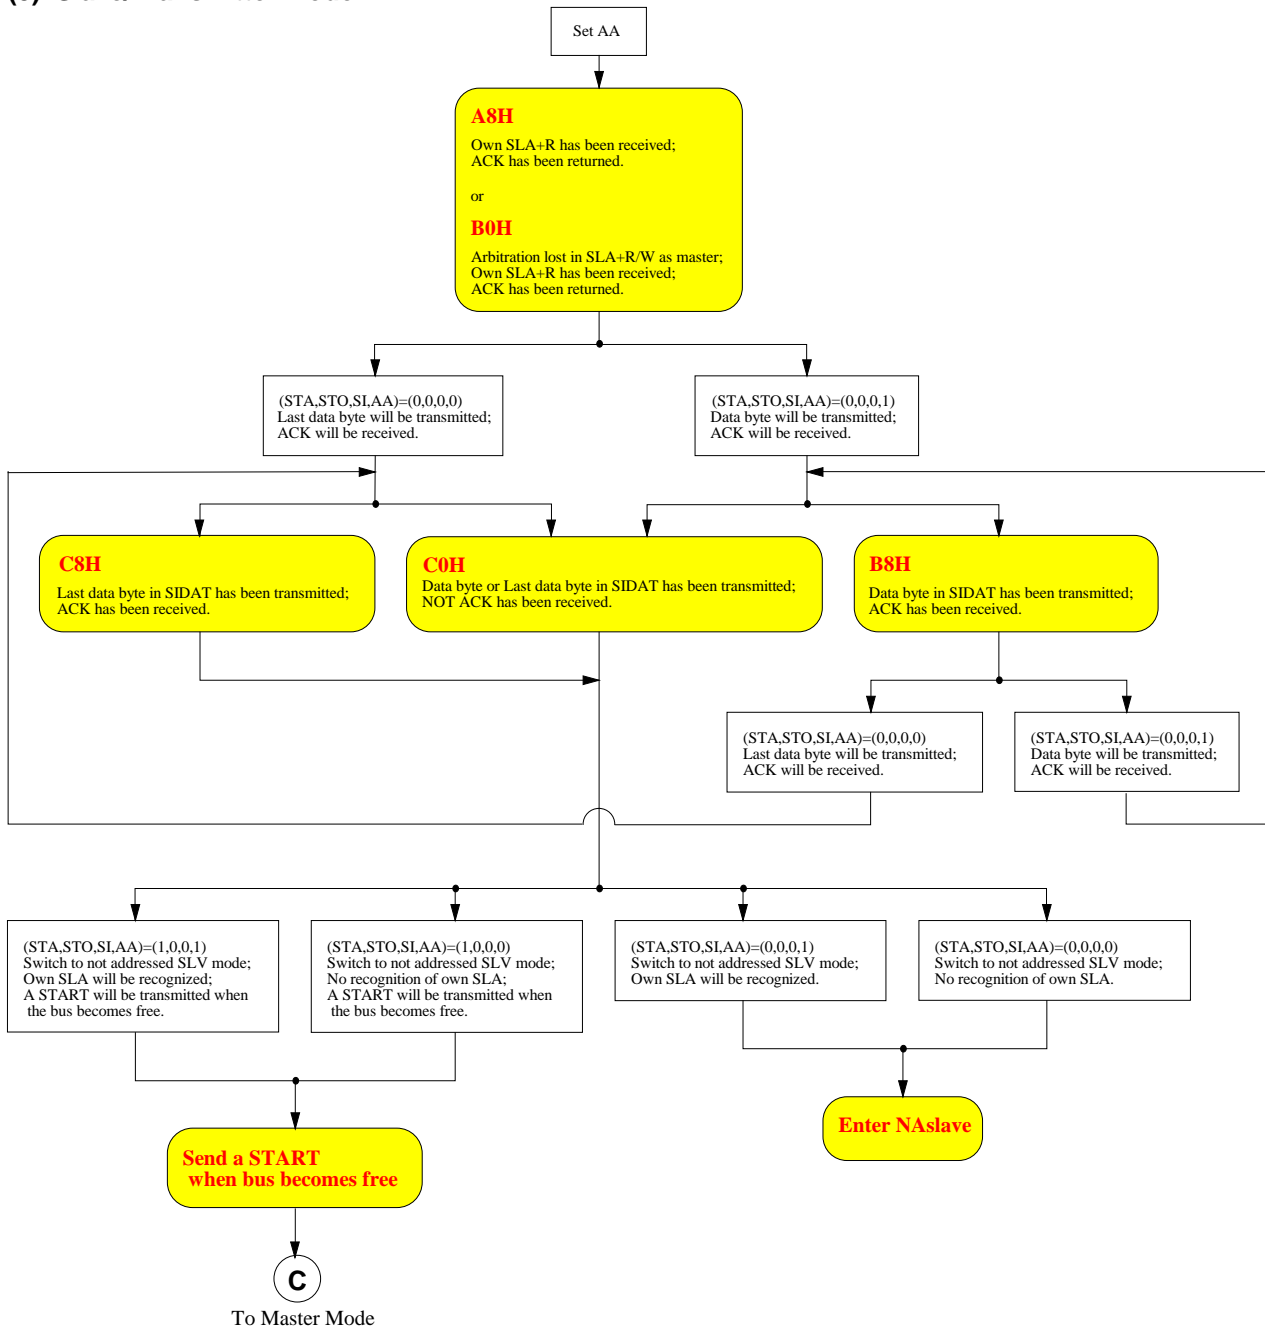 Set AA
A8H
Own SLA+R has been received;
ACK has been returned.
or
B0H
Arbitration lost in SLA+R/W as master;
Own SLA+R has been received;
ACK has been returned.
(STA,STO,SI,AA)=(0,0,0,0)
Last data byte will be transmitted;
ACK will be received.
(STA,STO,SI,AA)=(0,0,0,1)
Data byte will be transmitted;
ACK will be received.
C8H
Last data byte in SIDAT has been transmitted;
ACK has been received.
C0H
Data byte or Last data byte in SIDAT has been transmitted;
NOT ACK has been received.
B8H
Data byte in SIDAT has been transmitted;
ACK has been received.
(STA,STO,SI,AA)=(0,0,0,0)
Last data byte will be transmitted;
ACK will be received.
(STA,STO,SI,AA)=(0,0,0,1)
Data byte will be transmitted;
ACK will be received.
(STA,STO,SI,AA)=(1,0,0,1)
Switch to not addressed SLV mode;
Own SLA will be recognized;
A START will be transmitted when
the bus becomes free.
(STA,STO,SI,AA)=(1,0,0,0)
Switch to not addressed SLV mode;
No recognition of own SLA;
A START will be transmitted when
the bus becomes free.
(STA,STO,SI,AA)=(0,0,0,1)
Switch to not addressed SLV mode;
Own SLA will be recognized.
(STA,STO,SI,AA)=(0,0,0,0)
Switch to not addressed SLV mode;
No recognition of own SLA.
Enter NAslave
Send a START
when bus becomes free
C
To Master Mode